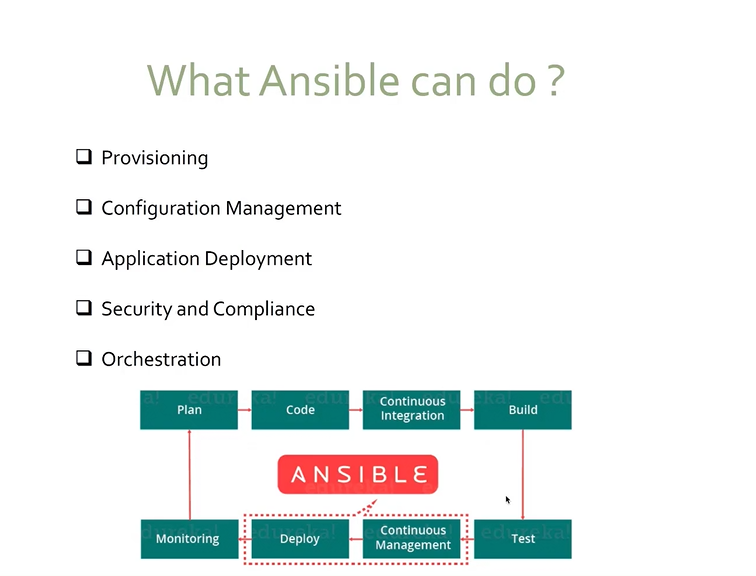 What Ansible can do ?
Provisioning
Configuration Management
Application Deployment
Security and Compliance
Orchestration
Plan
Code
Continuous
Integration
Build
ANSIBLE
Monitoring
Deploy
Continuous
Management
Test